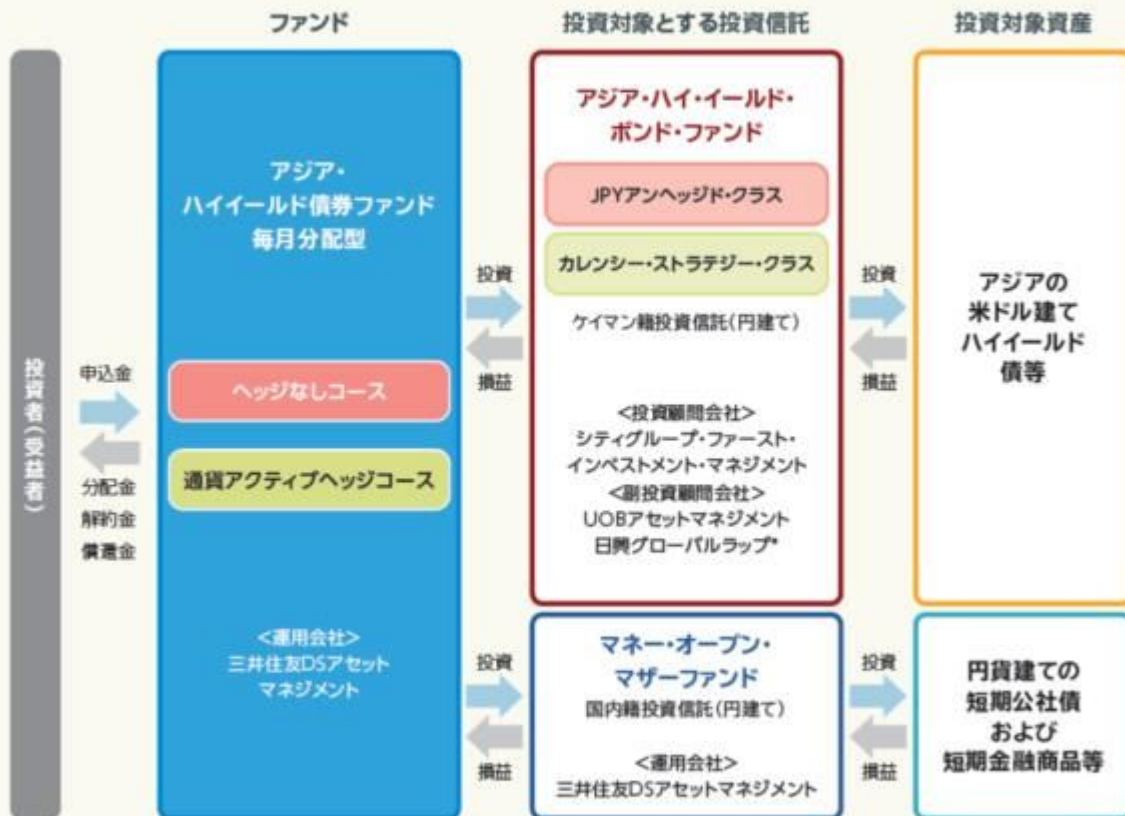 ファンド
投資対象とする投資信託
投資対象資産
投資者(受益者)
申込金
分配金
解約金
償還金
アジア・
ハイイールド債券ファンド
毎月分配型
ヘッジなしコース
通貨アクティブヘッジコース
<運用会社>
三井住友DSアセット
マネジメント
投資
損益
投資
損益
アジア・ハイ・イールド・
ボンド・ファンド
JPYアンヘッジド・クラス
カレンシー・ストラテジー・クラス
ケイマン籍投資信託(円建て)
<投資顧問会社>
シティグループ・ファースト・
インベストメント・マネジメント
<副投資顧問会社>
UOBアセットマネジメント
日興グローバルラップ*
マネー・オープン・
マザーファンド
国内籍投資信託(円建て)
<運用会社>
三井住友DSアセットマネジメント
投資
損益
投資
損益
アジアの
米ドル建て
ハイイールド
債等
円貨建ての
短期公社債
および
短期金融商品等